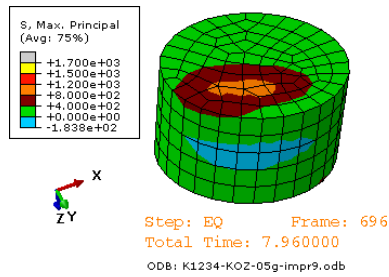 S, Max. Principal
(Avg: 75%)
+1.700e+03
+1.500e+03
+1.200e+03
+8.000e+02
+4.000e+02
+0.000e+00
-1.838e+02
X
Z Y
Step: EQ Frame: 696
Total Time: 7.960000
ODB: K1234-KOZ-05g-impr9.odb